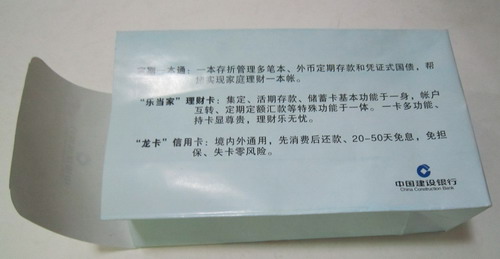 一本通：一本存折管理多笔本、外币定期存款和凭证式国债，帮
实现家庭理财一本帐。
“乐当家”理财卡：集定、活期存款、储蓄卡基本功能于一身，帐户
互转、定期定额汇款等特殊功能于一体。一卡多功能、
持卡显尊贵，理财乐无忧。
“龙卡”信用卡：境内外通用，先消费后还款、20-50天免息，免担
保、失卡零风险。
中国建设银行
China Construction Bank